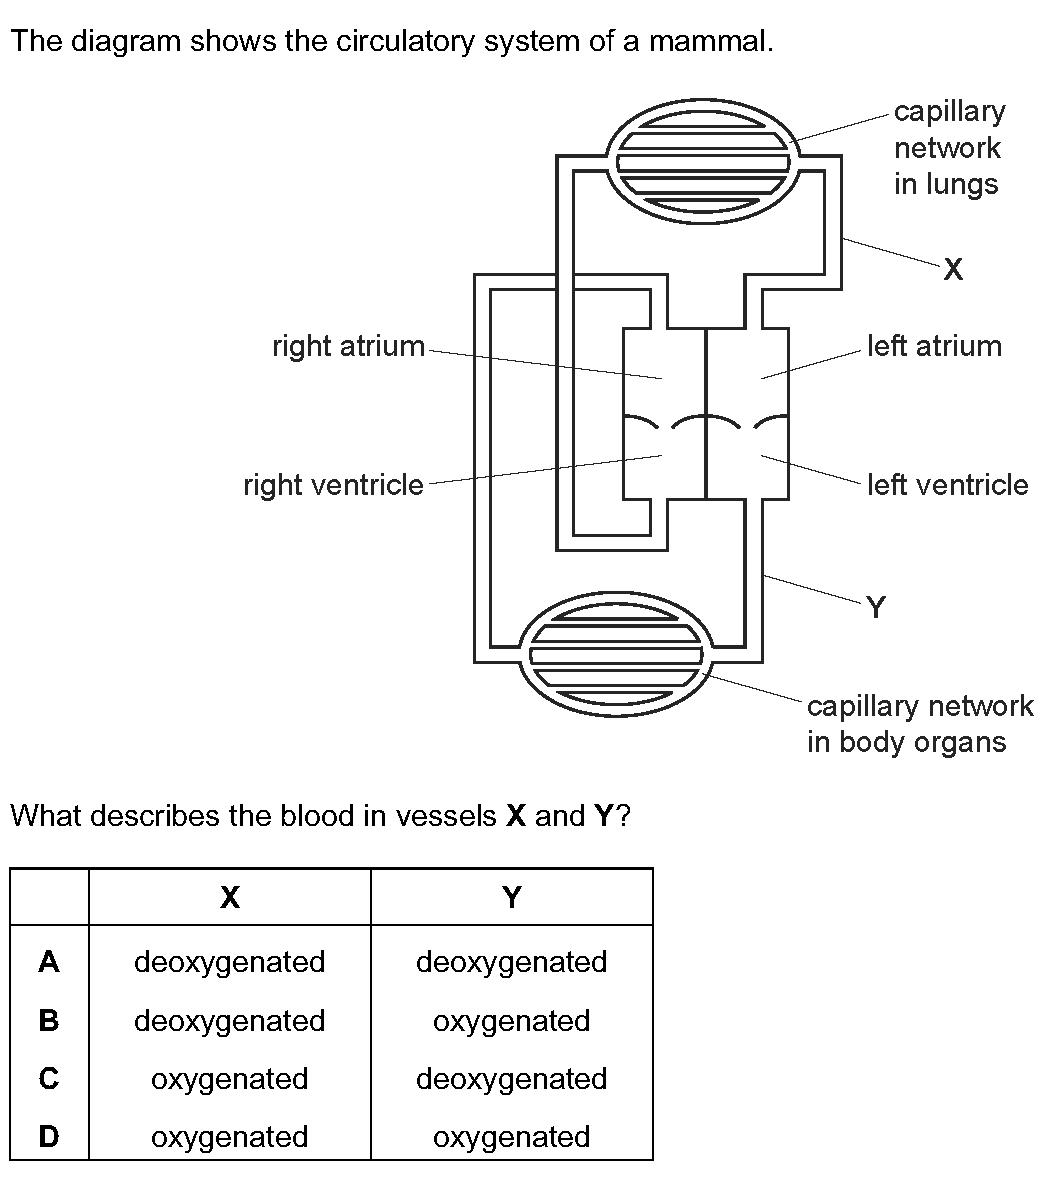 The diagram shows the circulatory system of a mammal.
capillary
network
in lungs
X
right atrium
left atrium
right ventricle
left ventricle
Y
capillary network
in body organs
What describes the blood in vessels X and Y?
X Y
A deoxygenated deoxygenated
B deoxygenated oxygenated
C oxygenated deoxygenated
D oxygenated oxygenated